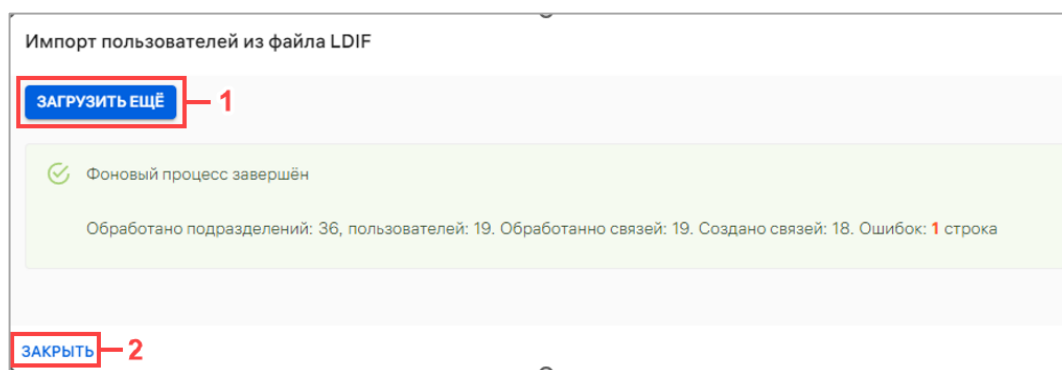 Импорт пользователей из файла LDIF
ЗАГРУЗИТЬ ЕЩЁ 1
Фоновый процесс завершён
Обработано подразделений: 36, пользователей: 19. Обработанно связей: 19. Создано связей: 18. Ошибок: 1 строка
ЗАКРЫТЬ 2